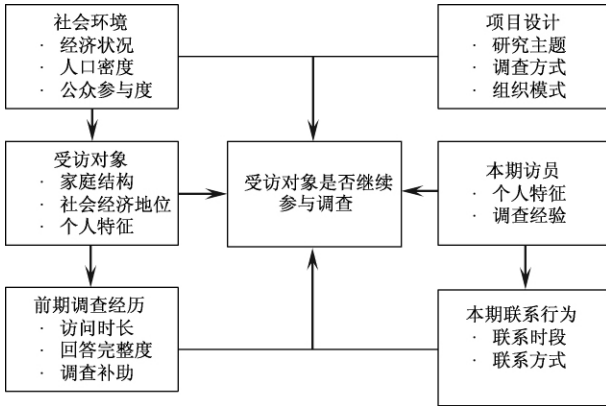 社会环境
· 经济状况
· 人口密度
· 公众参与度
项目设计
· 研究主题
· 调查方式
· 组织模式
受访对象
· 家庭结构
· 社会经济地位
· 个人特征
受访对象是否继续
参与调查
本期访员
· 个人特征
· 调查经验
前期调查经历
· 访问时长
· 回答完整度
· 调查补助
本期联系行为
· 联系时段
· 联系方式